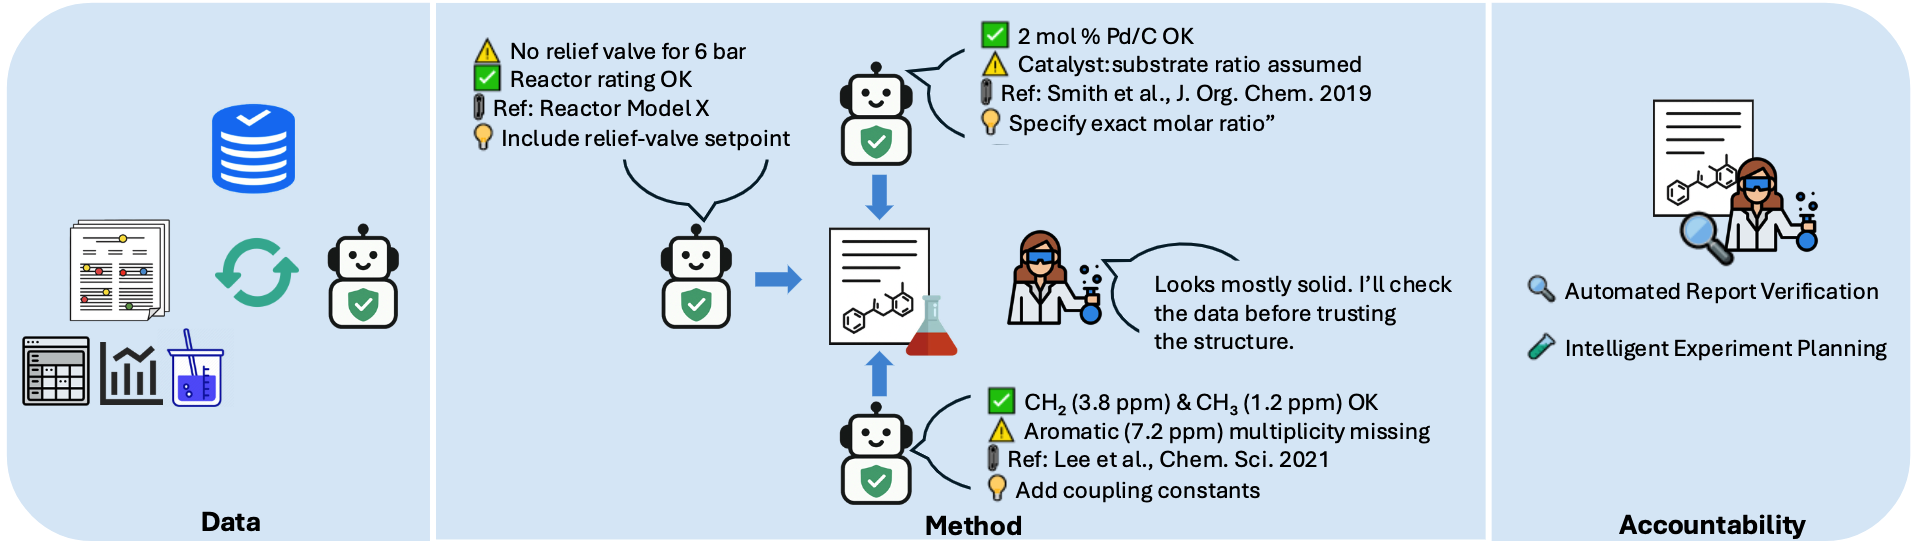 No relief valve for 6 bar
Reactor rating OK
Ref: Reactor Model X
Include relief-valve setpoint
2 mol % Pd/C OK
Catalyst:substrate ratio assumed
Ref: Smith et al., J. Org. Chem. 2019
Specify exact molar ratio”
Looks mostly solid. I’ll check
the data before trusting
the structure.
CH₂ (3.8 ppm) & CH₃ (1.2 ppm) OK
Aromatic (7.2 ppm) multiplicity missing
Ref: Lee et al., Chem. Sci. 2021
Add coupling constants
Automated Report Verification
Intelligent Experiment Planning
Data
Method
Accountability